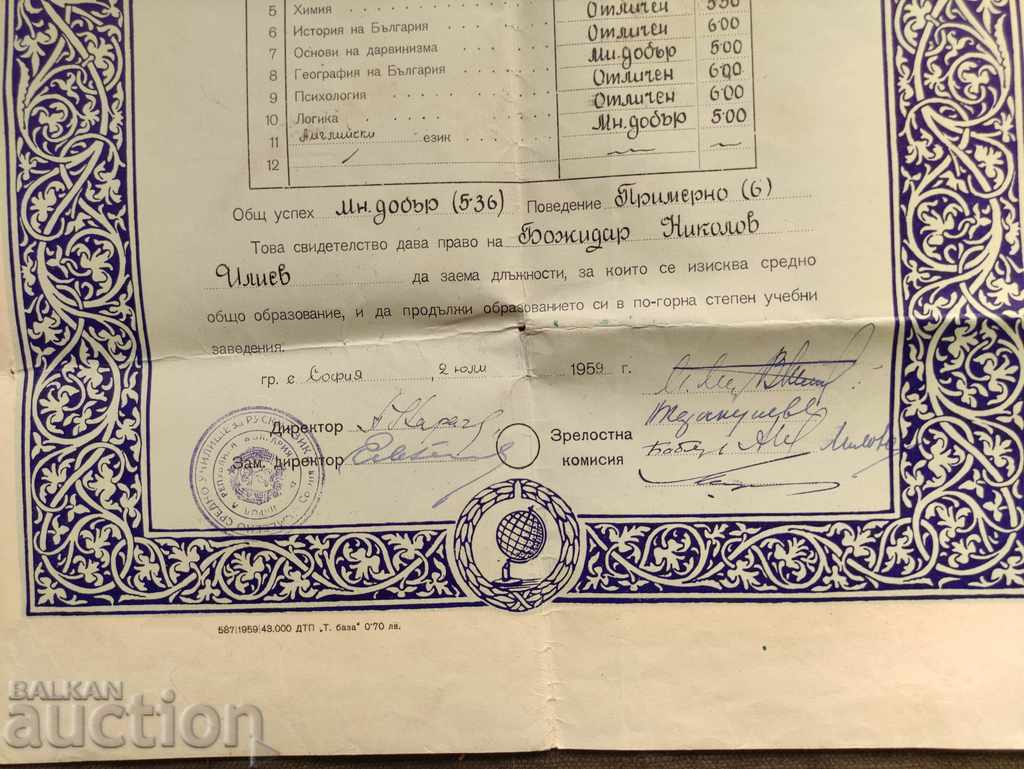 5 Химия . . . . . . . Отличен 5·50
6 История на България . . . Отличен 6·00
7 Основи на дарвинизма . . . Мн. добър 5·00
8 География на България . . . Отличен 6·00
9 Психология . . . . . . Отличен 6·00
10 Логика . . . . . . . Мн. добър 5·00
11 Английски език . . . . ~ ~
12 /
Общ успех Мн. добър (5·36) Поведение Примерно (6)
Това свидетелство дава право на Божидар Николов
Илиев да заема длъжности, за които се изисква средно
общо образование, и да продължи образованието си в по-горна степен учебни
заведения.
гр. с София 2 юли 1959 г.
Директор
Зам. директор
Зрелостна
комисия
587|1959|43.000 ДТП „Т. база" 0·70 лв.
BALKAN
auction